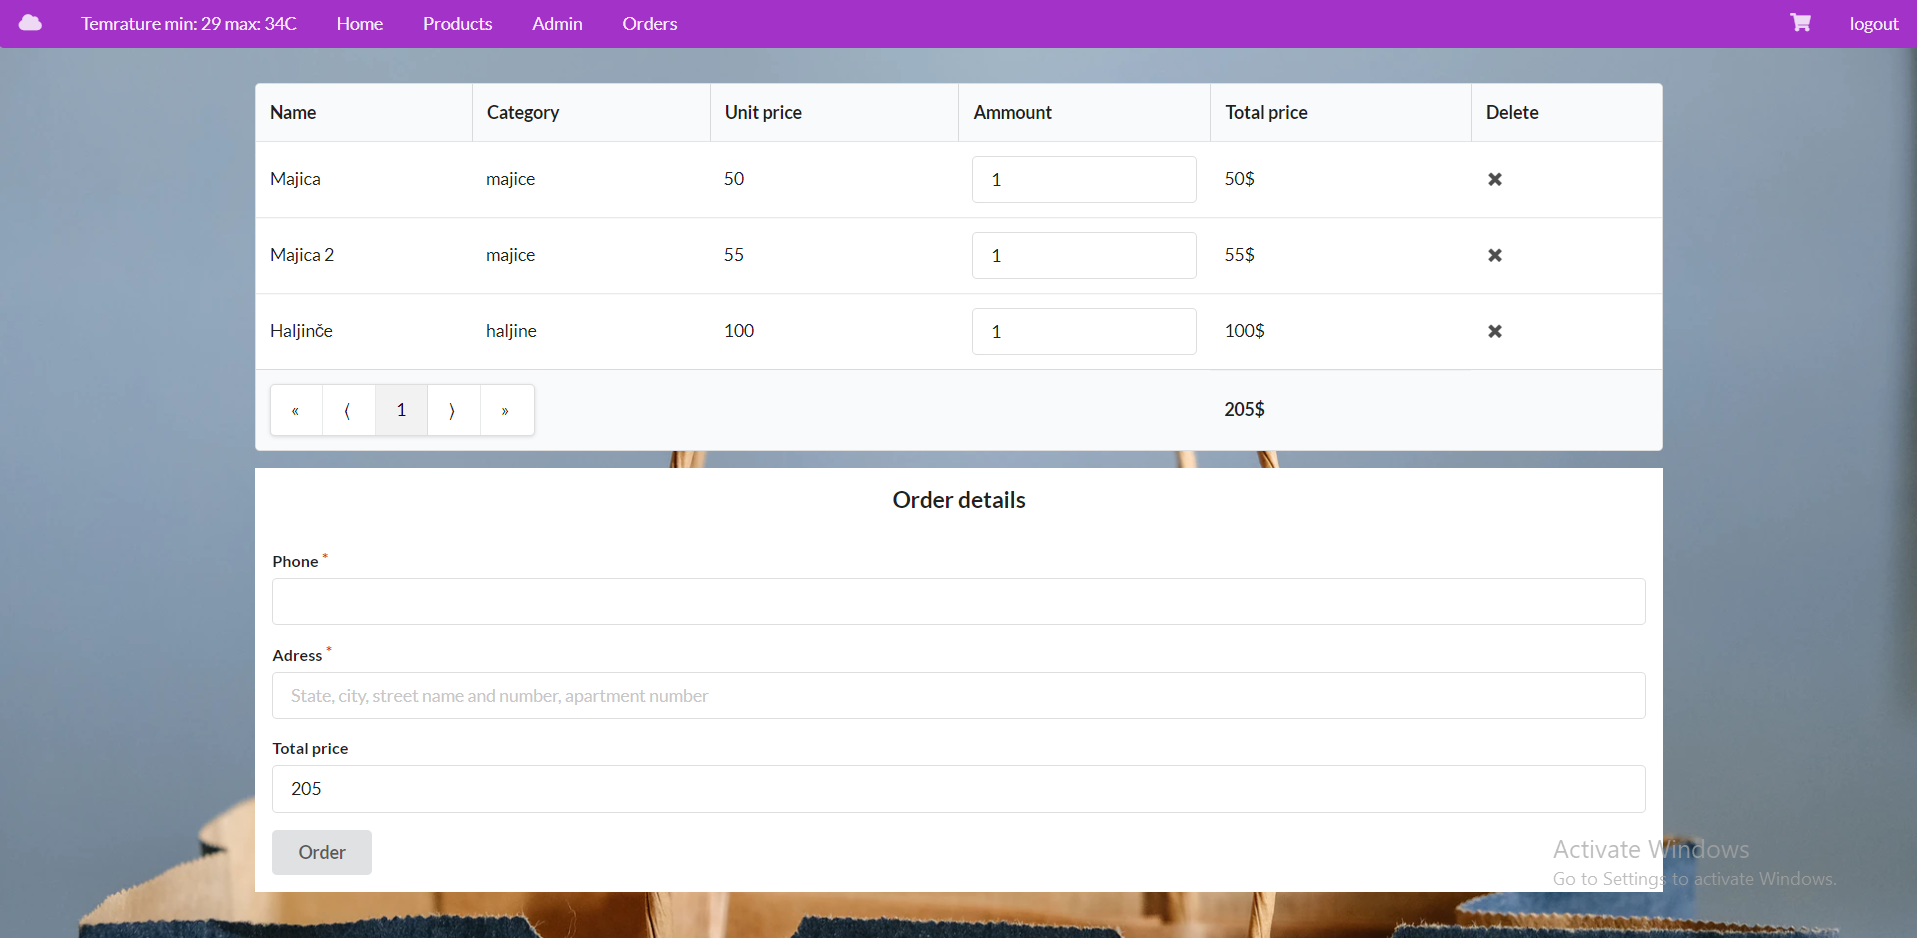 Temrature min: 29 max: 34C Home Products Admin Orders logout
Name Category Unit price Ammount Total price Delete
Majica majice 50 1 50$ ✖
Majica 2 majice 55 1 55$ ✖
Haljinče haljine 100 1 100$ ✖
« ⟨ 1 ⟩ » 205$
Order details
Phone *
Adress *
State, city, street name and number, apartment number
Total price
205
Order
Activate Windows
Go to Settings to activate Windows.